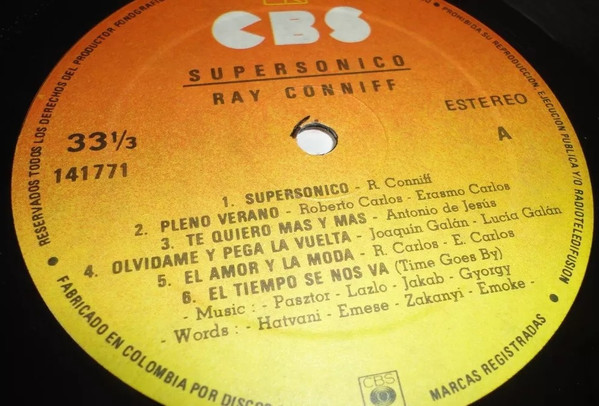 CBS
SUPERSONICO
RAY CONNIFF
33 1/3
141771
ESTEREO
A
1. SUPERSONICO - R. Conniff
2. PLENO VERANO - Roberto Carlos - Erasmo Carlos
3. TE QUIERO MAS Y MAS - Antonio de Jesús
4. OLVIDAME Y PEGA LA VUELTA - Joaquín Galán - Lucía Galán
5. EL AMOR Y LA MODA - R. Carlos - E. Carlos
6. EL TIEMPO SE NOS VA (Time Goes By)
- Music : - Pasztor - Lazlo - Jakab - Gyorgy
- Words : - Hatvani - Emese - Zakanyi - Emoke -
RESERVADOS TODOS LOS DERECHOS DEL PRODUCTOR
PROHIBIDA SU REPRODUCCION, EJECUCION PUBLICA Y/O RADIOTELEDIFUSION
FABRICADO EN COLOMBIA POR
MARCAS REGISTRADAS
CBS